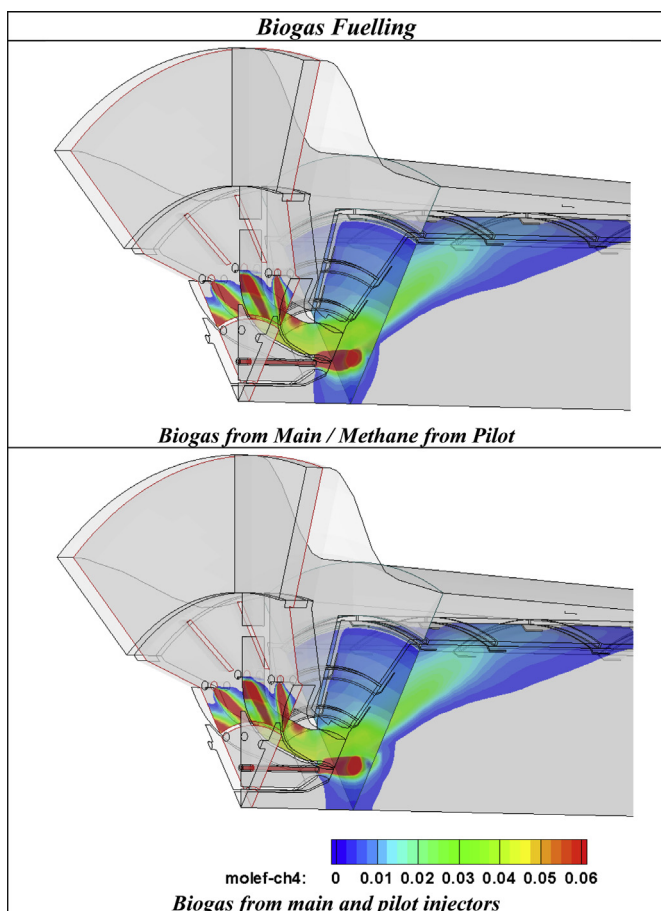 Biogas Fuelling
Biogas from Main / Methane from Pilot
molef-ch4: 0 0.01 0.02 0.03 0.04 0.05 0.06
Biogas from main and pilot injectors